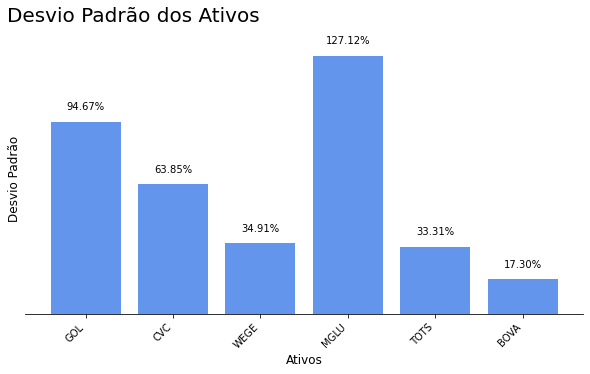 Desvio Padrão dos Ativos
127.12%
94.67%
63.85%
34.91%
33.31%
17.30%
Desvio Padrão
GOL
CVC
WEGE
MGLU
TOTS
BOVA
Ativos